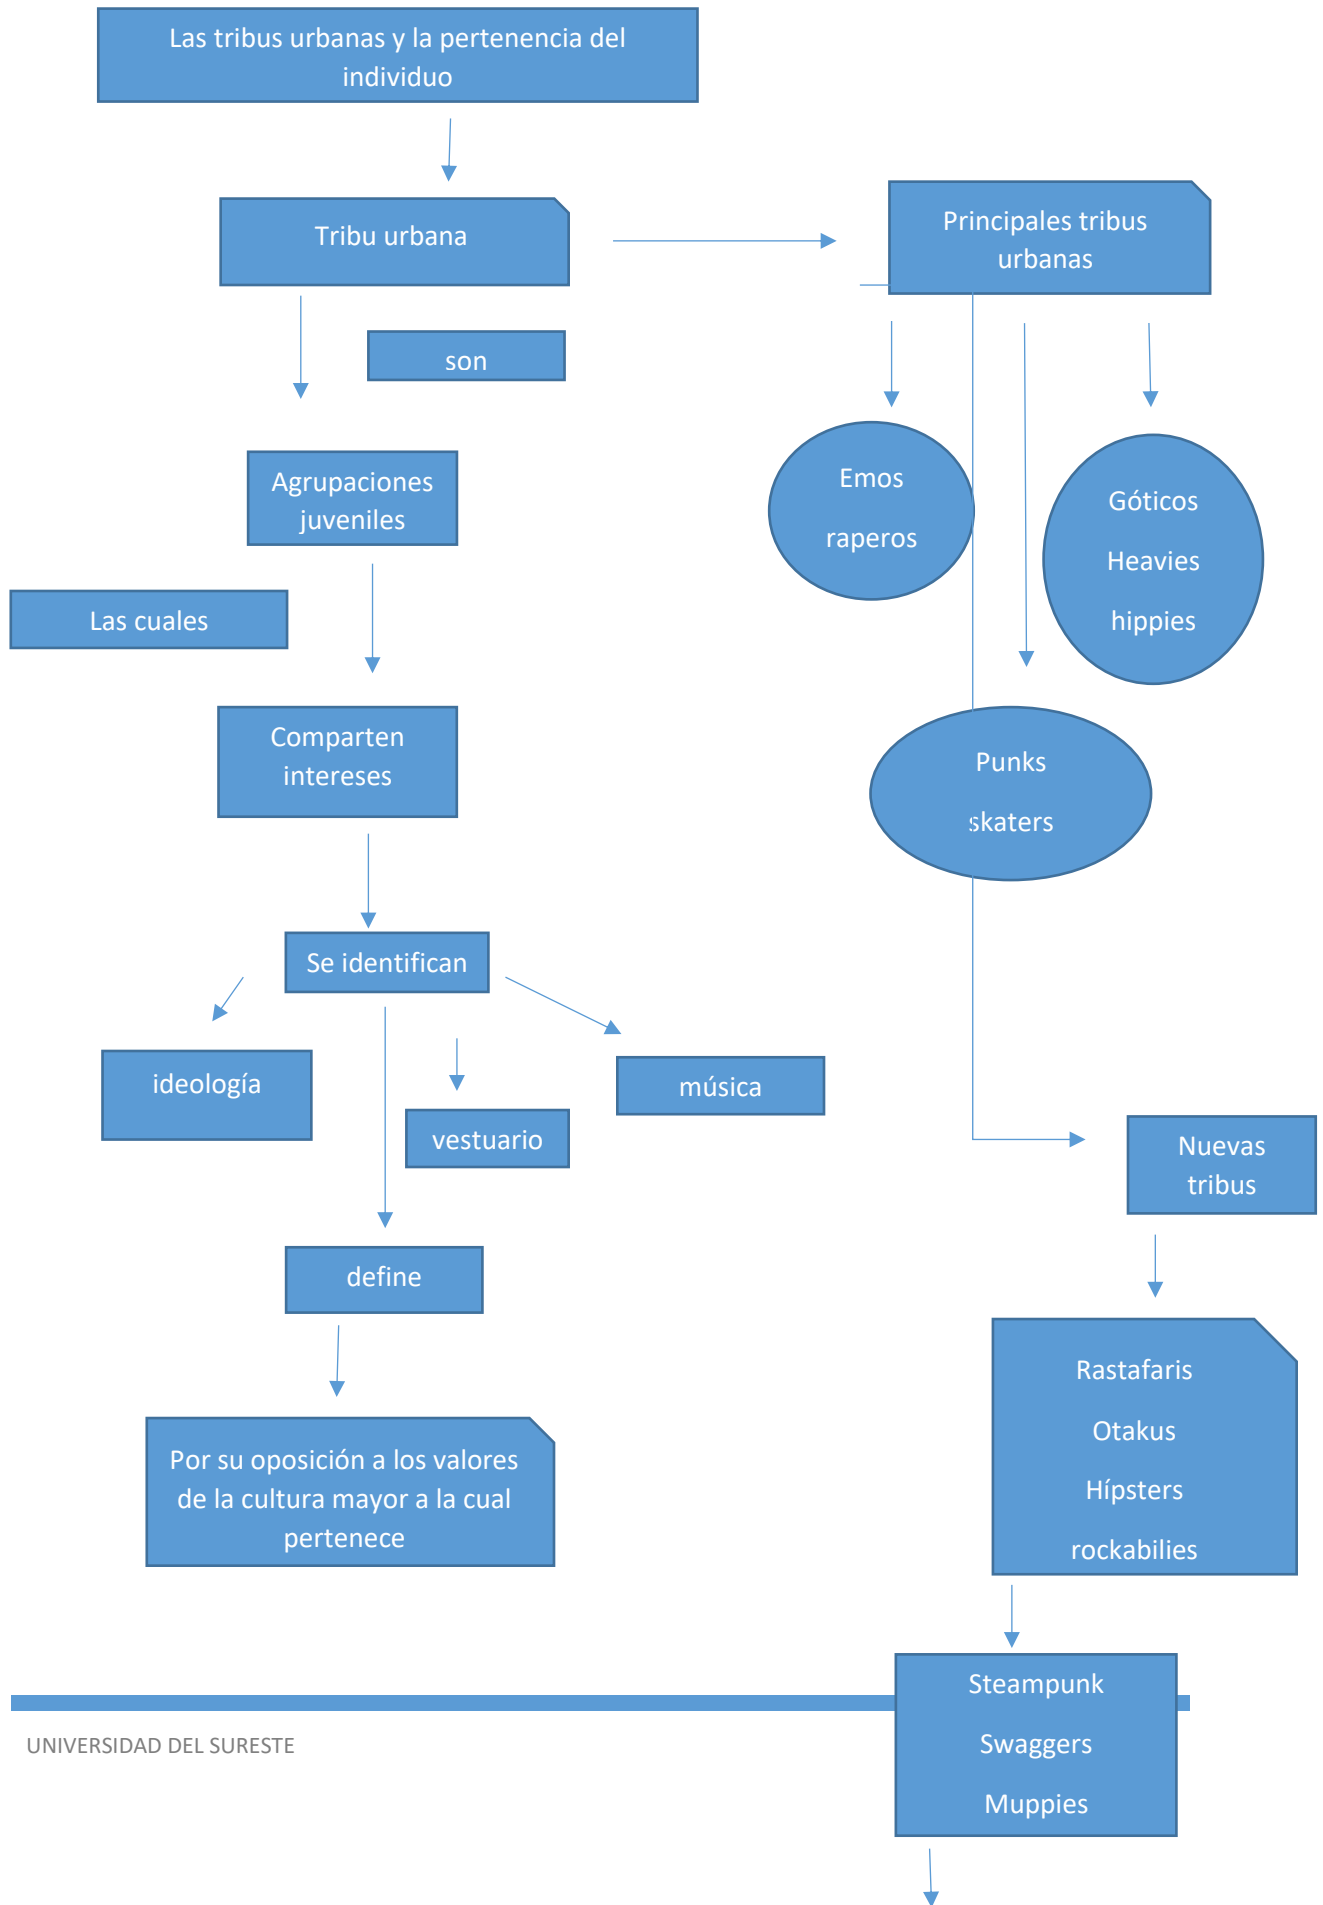 Las tribus urbanas y la pertenencia del
individuo
Tribu urbana
Principales tribus
urbanas
son
Agrupaciones
juveniles
Las cuales
Comparten
intereses
Se identifican
ideología
vestuario
música
define
Por su oposición a los valores
de la cultura mayor a la cual
pertenece
Emos
raperos
Góticos
Heavies
hippies
Punks
skaters
Nuevas
tribus
Rastafaris
Otakus
Hípsters
rockabilies
Steampunk
Swaggers
Muppies
UNIVERSIDAD DEL SURESTE